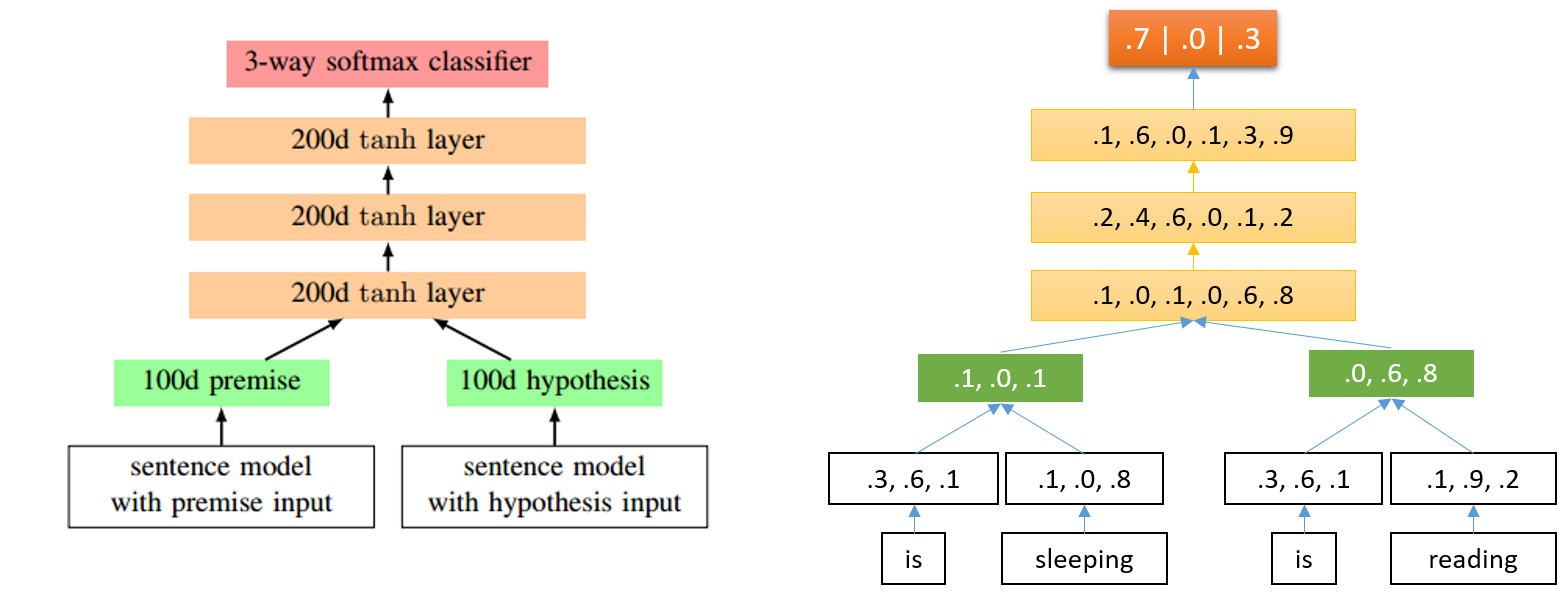 3-way softmax classifier
200d tanh layer
200d tanh layer
200d tanh layer
100d premise
100d hypothesis
sentence model
with premise input
sentence model
with hypothesis input
.7 | .0 | .3
.1, .6, .0, .1, .3, .9
.2, .4, .6, .0, .1, .2
.1, .0, .1, .0, .6, .8
.1, .0, .1
.0, .6, .8
.3, .6, .1
.1, .0, .8
.3, .6, .1
.1, .9, .2
is
sleeping
is
reading